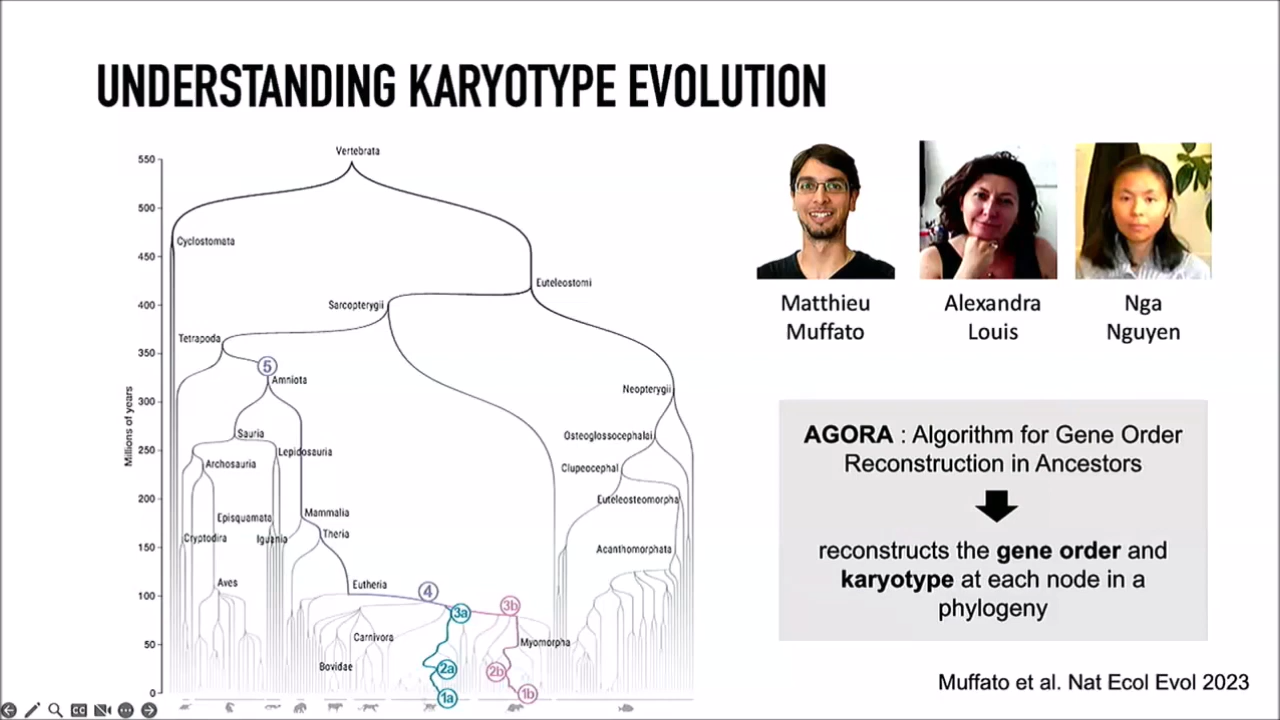 UNDERSTANDING KARYOTYPE EVOLUTION
Vertebrata
550
500
Cyclostomata
450
Euteleostomi
400
Sarcopterygii
Tetrapoda
350
5
Amniota
Neopterygii
300
Millions of years
Sauria
Osteoglossocephalai
250
Lepidosauria
Archosauria
Clupeocephal
200
Euteleosteomorpha
Mammalia
Episquamata
Theria
Cryptodira
Iguania
150
Acanthomorphata
Aves
Eutheria
100
4
3a
3b
Carnivora
Myomorpha
50
Bovidae
2a
2b
0
1a
1b
Matthieu
Muffato
Alexandra
Louis
Nga
Nguyen
AGORA : Algorithm for Gene Order
Reconstruction in Ancestors
reconstructs the gene order and
karyotype at each node in a
phylogeny
Muffato et al. Nat Ecol Evol 2023
CC